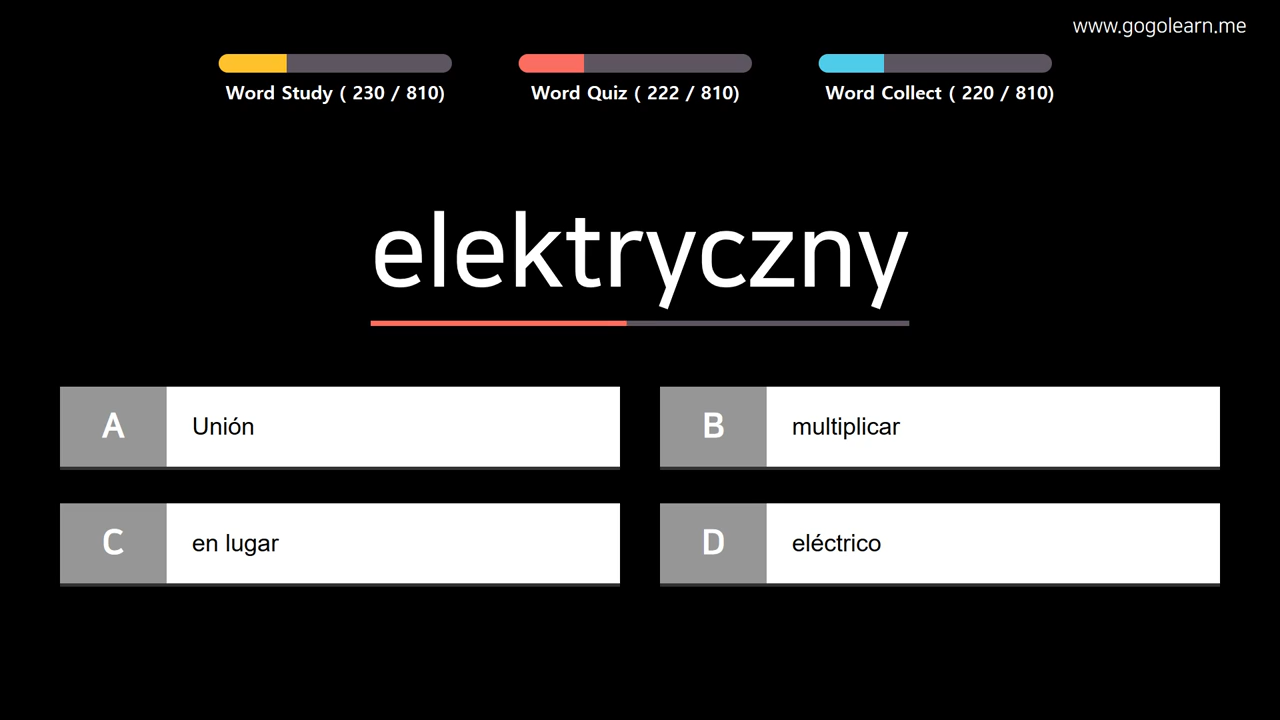 www.gogolearn.me
Word Study ( 230 / 810)
Word Quiz ( 222 / 810)
Word Collect ( 220 / 810)
elektryczny
A
Unión
B
multiplicar
C
en lugar
D
eléctrico